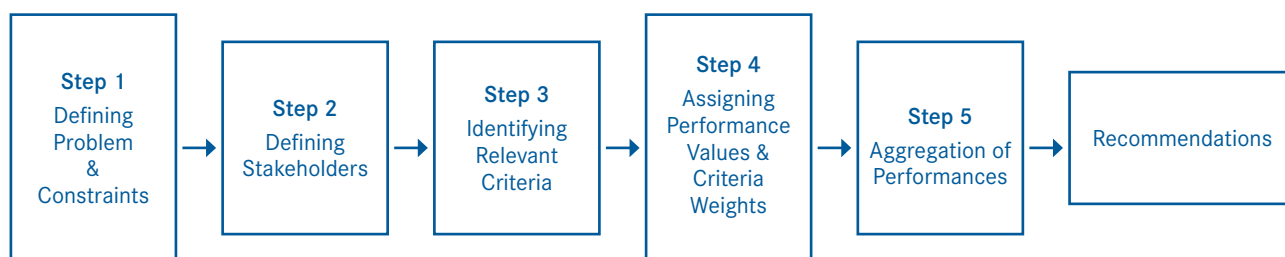 Step 1
Defining
Problem
&
Constraints
Step 2
Defining
Stakeholders
Step 3
Identifying
Relevant
Criteria
Step 4
Assigning
Performance
Values &
Criteria
Weights
Step 5
Aggregation of
Performances
Recommendations